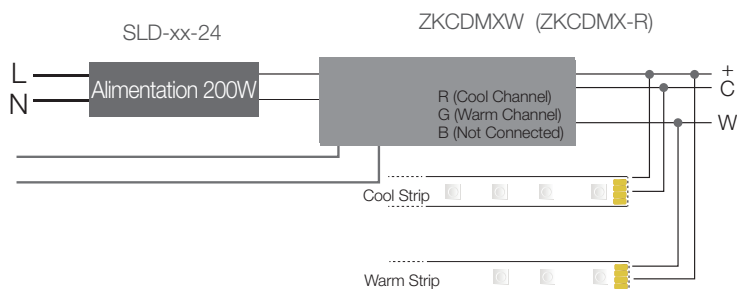 SLD-xx-24
ZKCDMXW (ZKCDMX-R)
L
N
Alimentation 200W
R (Cool Channel)
G (Warm Channel)
B (Not Connected)
+
C
W
Cool Strip
Warm Strip